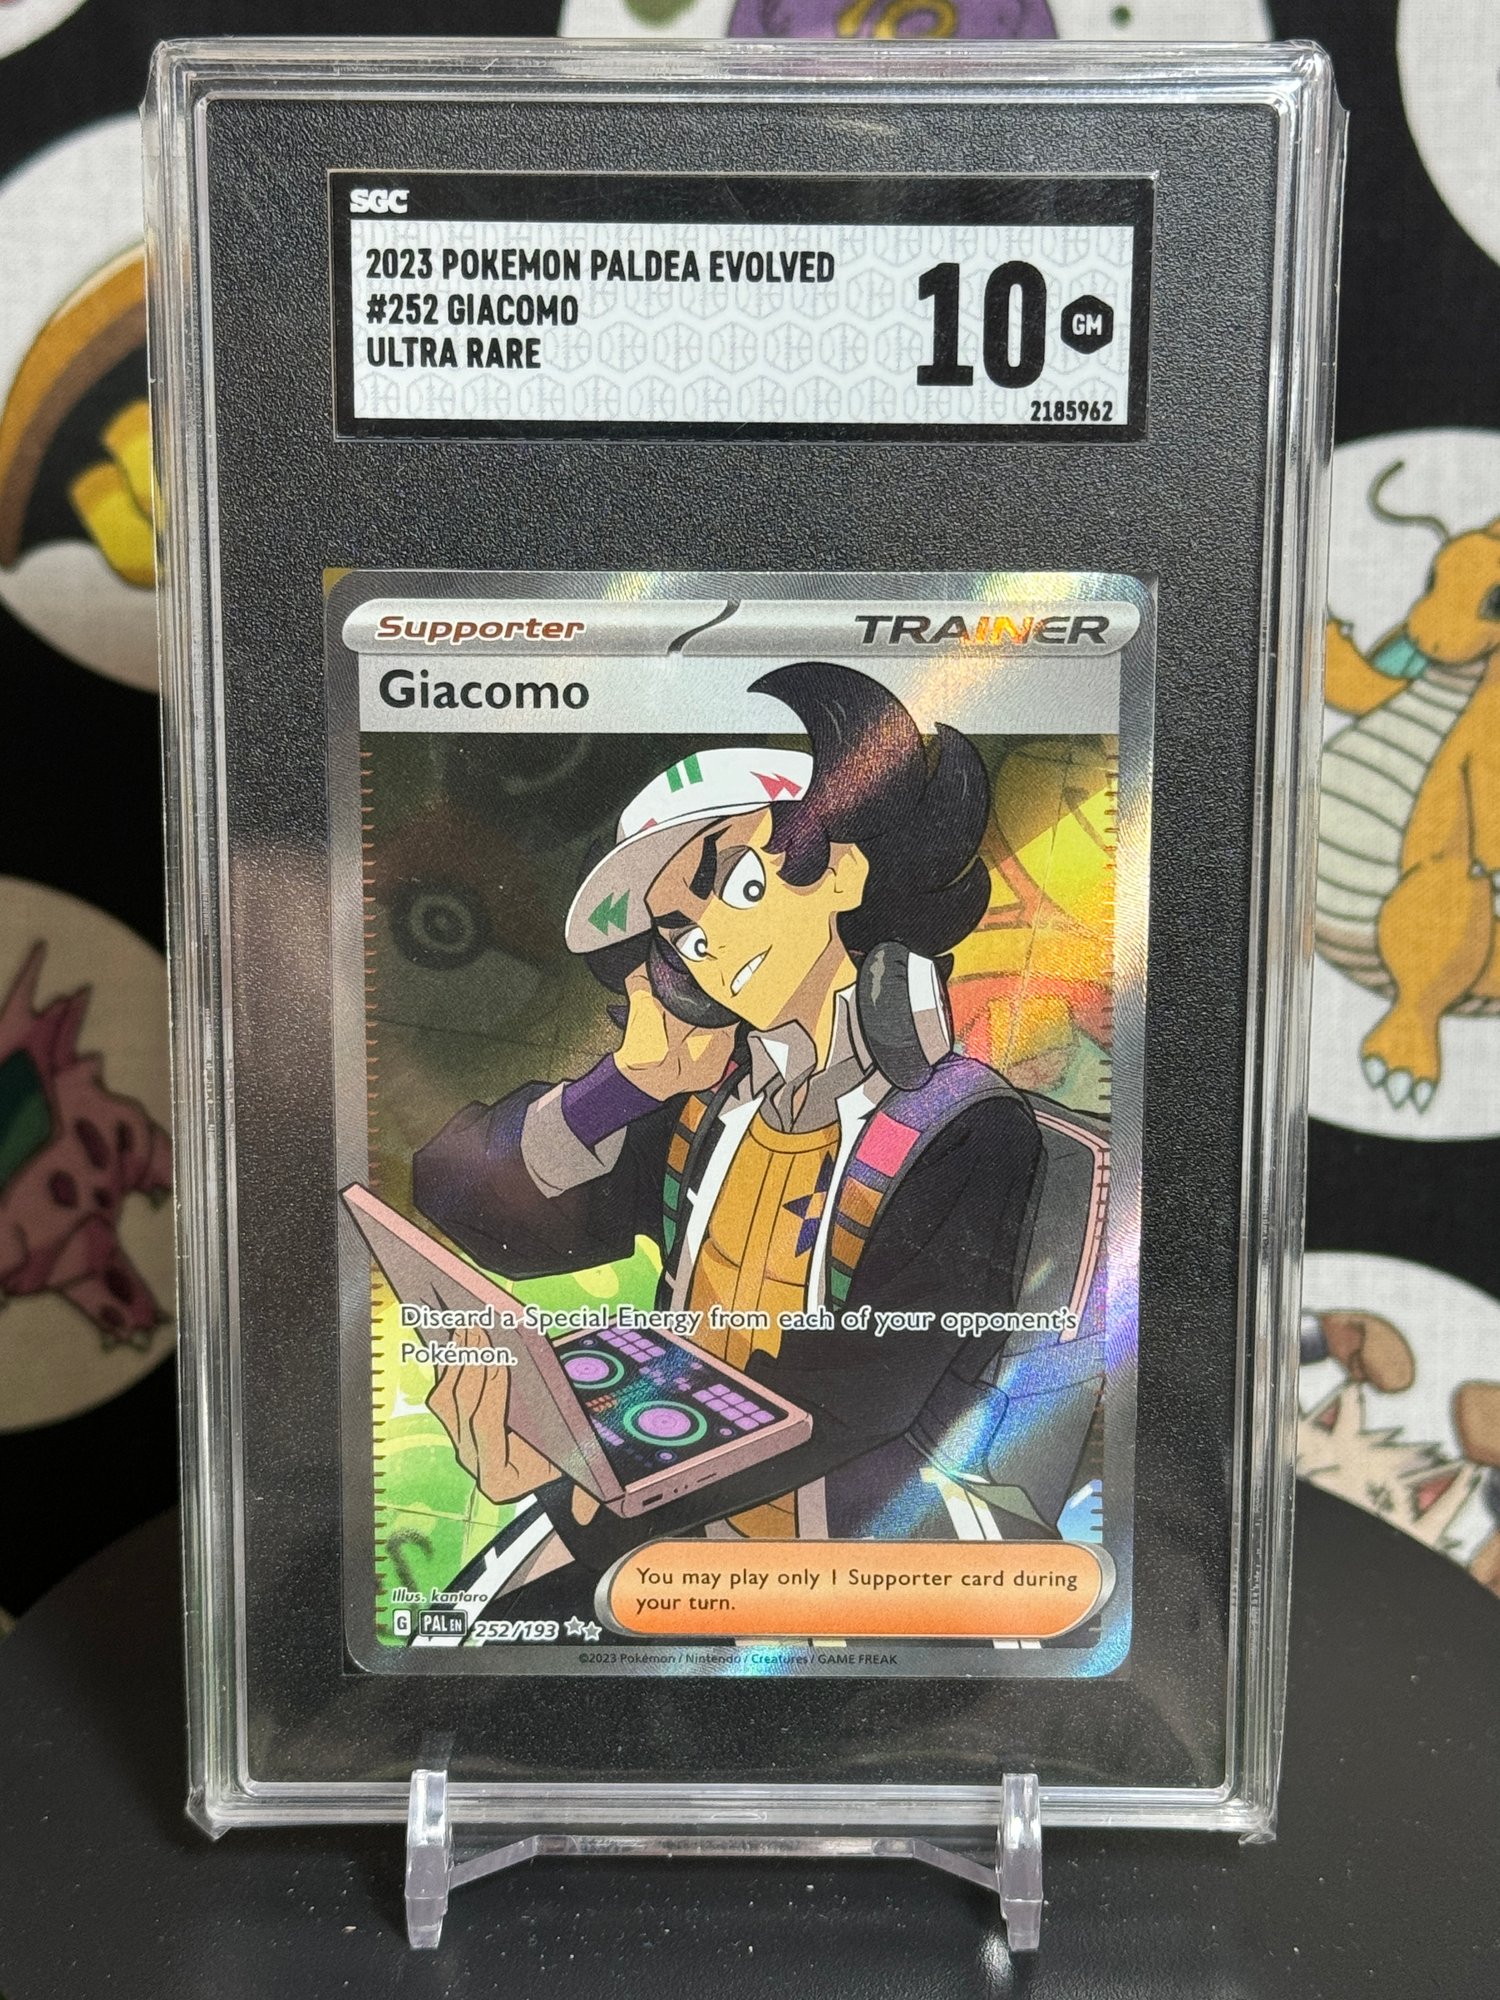 SGC
2023 POKEMON PALDEA EVOLVED
#252 GIACOMO
ULTRA RARE
10 GM
2185962
Supporter TRAINER
Giacomo
Discard a Special Energy from each of your opponent's
Pokémon.
You may play only 1 Supporter card during
your turn.
Illus. kantaro
G PAL EN 252/193
©2023 Pokémon / Nintendo / Creatures / GAME FREAK